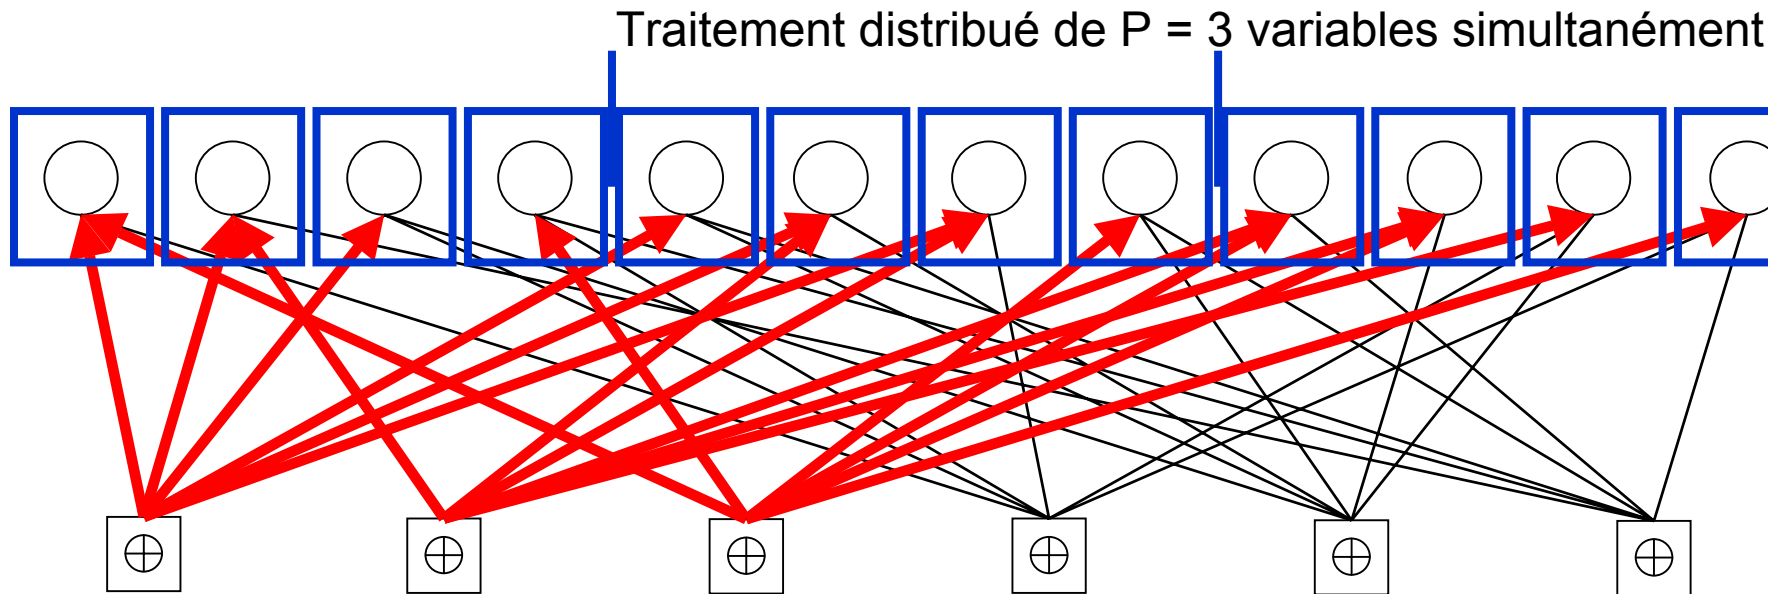 Traitement distribué de P = 3 variables simultanément